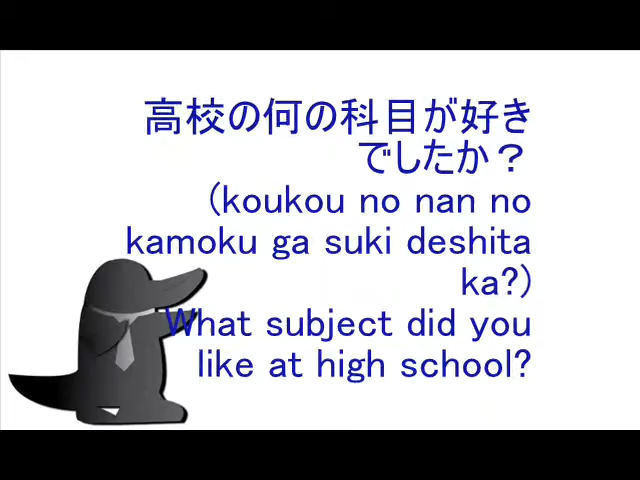 高校の何の科目が好き
でしたか？
(koukou no nan no
kamoku ga suki deshita
ka?)
What subject did you
like at high school?